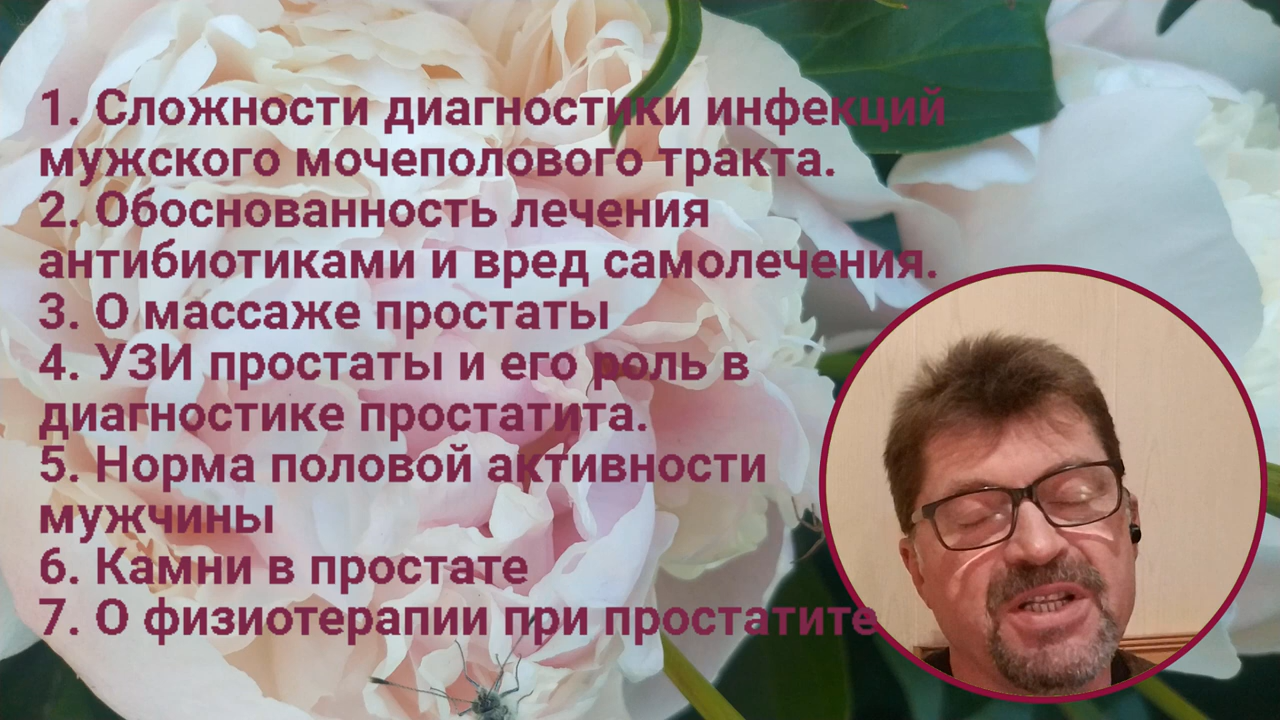 1. Сложности диагностики инфекций
мужского мочеполового тракта.
2. Обоснованность лечения
антибиотиками и вред самолечения.
3. О массаже простаты
4. УЗИ простаты и его роль в
диагностике простатита.
5. Норма половой активности
мужчины
6. Камни в простате
7. О физиотерапии при простатите